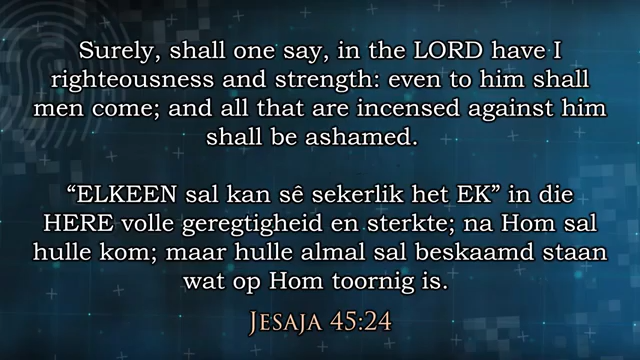 Surely, shall one say, in the LORD have I
righteousness and strength: even to him shall
men come; and all that are incensed against him
shall be ashamed.
“ELKEEN sal kan sê sekerlik het EK” in die
HERE volle geregtigheid en sterkte; na Hom sal
hulle kom; maar hulle almal sal beskaamd staan
wat op Hom toornig is.
Jesaja 45:24